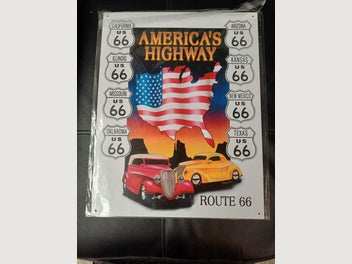 AMERICA'S
HIGHWAY
CALIFORNIA
US
66
ILLINOIS
US
66
MISSOURI
US
66
OKLAHOMA
US
66
ARIZONA
US
66
KANSAS
US
66
NEW MEXICO
US
66
TEXAS
US
66
ROUTE 66